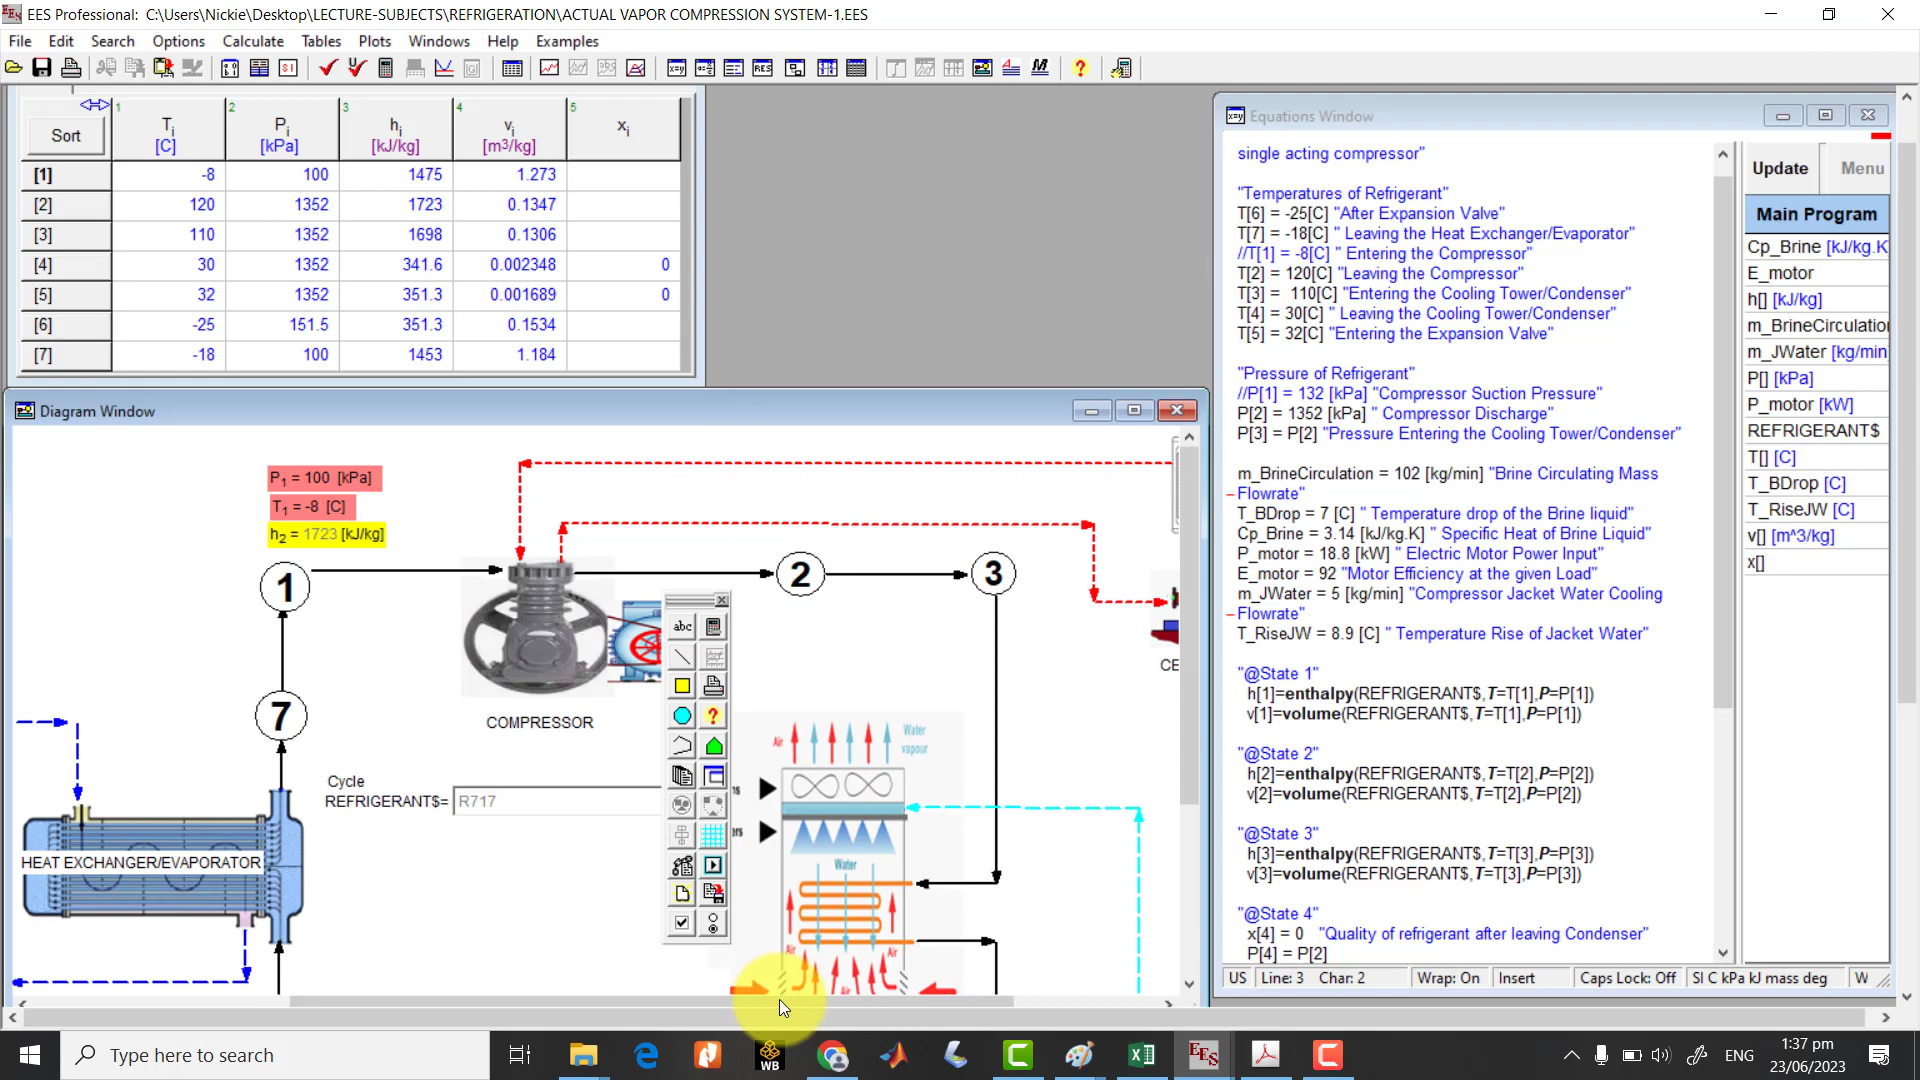 EES Professional: C:\Users\Nickie\Desktop\LECTURE-SUBJECTS\REFRIGERATION\ACTUAL VAPOR COMPRESSION SYSTEM-1.EES
File Edit Search Options Calculate Tables Plots Windows Help Examples
Sort
1 Ti [C]
2 Pi [kPa]
3 hi [kJ/kg]
4 vi [m3/kg]
5 xi
[1] -8 100 1475 1.273
[2] 120 1352 1723 0.1347
[3] 110 1352 1698 0.1306
[4] 30 1352 341.6 0.002348 0
[5] 32 1352 351.3 0.001689 0
[6] -25 151.5 351.3 0.1534
[7] -18 100 1453 1.184
Diagram Window
P1 = 100 [kPa]
T1 = -8 [C]
h2 = 1723 [kJ/kg]
1
2
3
7
COMPRESSOR
CE
abc
Cycle
REFRIGERANT$= R717
ns
ers
HEAT EXCHANGER/EVAPORATOR
Air
Water
vapour
Water
Air
Air
Air
Equations Window
single acting compressor"
"Temperatures of Refrigerant"
T[6] = -25[C] "After Expansion Valve"
T[7] = -18[C] " Leaving the Heat Exchanger/Evaporator"
//T[1] = -8[C] " Entering the Compressor"
T[2] = 120[C] "Leaving the Compressor"
T[3] =  110[C] "Entering the Cooling Tower/Condenser"
T[4] = 30[C] " Leaving the Cooling Tower/Condenser"
T[5] = 32[C] "Entering the Expansion Valve"
"Pressure of Refrigerant"
//P[1] = 132 [kPa] "Compressor Suction Pressure"
P[2] = 1352 [kPa] " Compressor Discharge"
P[3] = P[2] "Pressure Entering the Cooling Tower/Condenser"
m_BrineCirculation = 102 [kg/min] "Brine Circulating Mass
Flowrate"
T_BDrop = 7 [C] " Temperature drop of the Brine liquid"
Cp_Brine = 3.14 [kJ/kg.K] " Specific Heat of Brine Liquid"
P_motor = 18.8 [kW] " Electric Motor Power Input"
E_motor = 92 "Motor Efficiency at the given Load"
m_JWater = 5 [kg/min] "Compressor Jacket Water Cooling
Flowrate"
T_RiseJW = 8.9 [C] " Temperature Rise of Jacket Water"
"@State 1"
h[1]=enthalpy(REFRIGERANT$,T=T[1],P=P[1])
v[1]=volume(REFRIGERANT$,T=T[1],P=P[1])
"@State 2"
h[2]=enthalpy(REFRIGERANT$,T=T[2],P=P[2])
v[2]=volume(REFRIGERANT$,T=T[2],P=P[2])
"@State 3"
h[3]=enthalpy(REFRIGERANT$,T=T[3],P=P[3])
v[3]=volume(REFRIGERANT$,T=T[3],P=P[3])
"@State 4"
x[4] = 0 "Quality of refrigerant after leaving Condenser"
P[4] = P[2]
US Line: 3 Char: 2 Wrap: On Insert Caps Lock: Off SI C kPa kJ mass deg W
Update Menu
Main Program
Cp_Brine [kJ/kg.K
E_motor
h[] [kJ/kg]
m_BrineCirculatio
m_JWater [kg/min
P[] [kPa]
P_motor [kW]
REFRIGERANT$
T[] [C]
T_BDrop [C]
T_RiseJW [C]
v[] [m^3/kg]
x[]
Type here to search
WB
EES
ENG
1:37 pm
23/06/2023